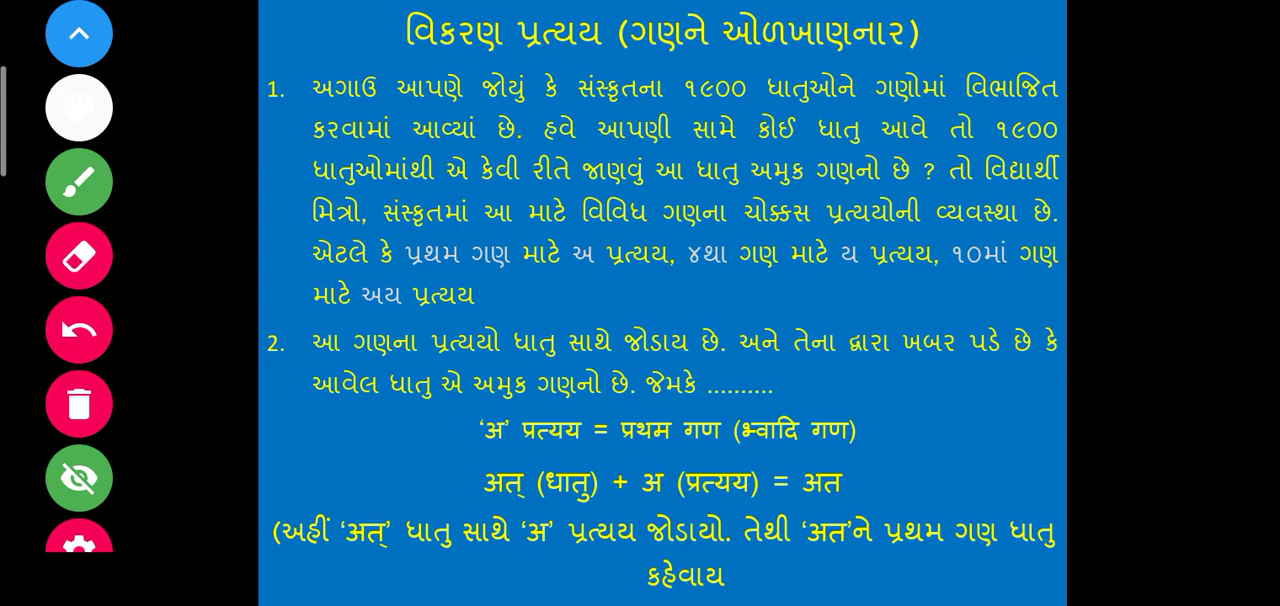 વિકરણ પ્રત્યય (ગણને ઓળખાણનાર)
1. અગાઉ આપણે જોયું કે સંસ્કૃતના ૧૯૦૦ ધાતુઓને ગણોમાં વિભાજિત
કરવામાં આવ્યાં છે. હવે આપણી સામે કોઈ ધાતુ આવે તો ૧૯૦૦
ધાતુઓમાંથી એ કેવી રીતે જાણવું આ ધાતુ અમુક ગણનો છે ? તો વિદ્યાર્થી
મિત્રો, સંસ્કૃતમાં આ માટે વિવિધ ગણના ચોક્કસ પ્રત્યયોની વ્યવસ્થા છે.
એટલે કે પ્રથમ ગણ માટે અ પ્રત્યય, ૪થા ગણ માટે ય પ્રત્યય, ૧૦માં ગણ
માટે અય પ્રત્યય
2. આ ગણના પ્રત્યયો ધાતુ સાથે જોડાય છે. અને તેના દ્વારા ખબર પડે છે કે
આવેલ ધાતુ એ અમુક ગણનો છે. જેમકે ..........
‘अ’ प्रत्यय = प्रथम गण (भ्वादि गण)
अत् (धातु) + अ (प्रत्यय) = अत
(અહીં ‘अत्’ ધાતુ સાથે ‘અ’ પ્રત્યય જોડાયો. તેથી ‘अत’ને પ્રથમ ગણ ધાતુ
કહેવાય